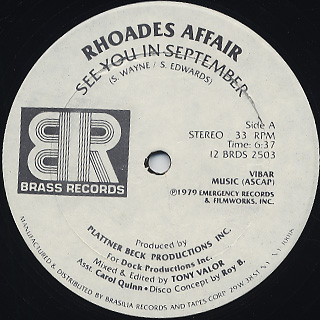 RHOADES AFFAIR
SEE YOU IN SEPTEMBER
(S. WAYNE / S. EDWARDS)
Side A
STEREO 33 RPM
Time: 6:37
12 BRDS 2503
BR
BRASS RECORDS
VIBAR
MUSIC (ASCAP)
℗1979 EMERGENCY RECORDS
& FILMWORKS, INC.
Produced by
PLATTNER BECK PRODUCTIONS INC.
For Dock Productions Inc.
Mixed & Edited by TONY VALOR
Asst. Carol Quinn • Disco Concept by Roy B.
MANUFACTURED & DISTRIBUTED BY BRASILIA RECORDS AND TAPES CORP